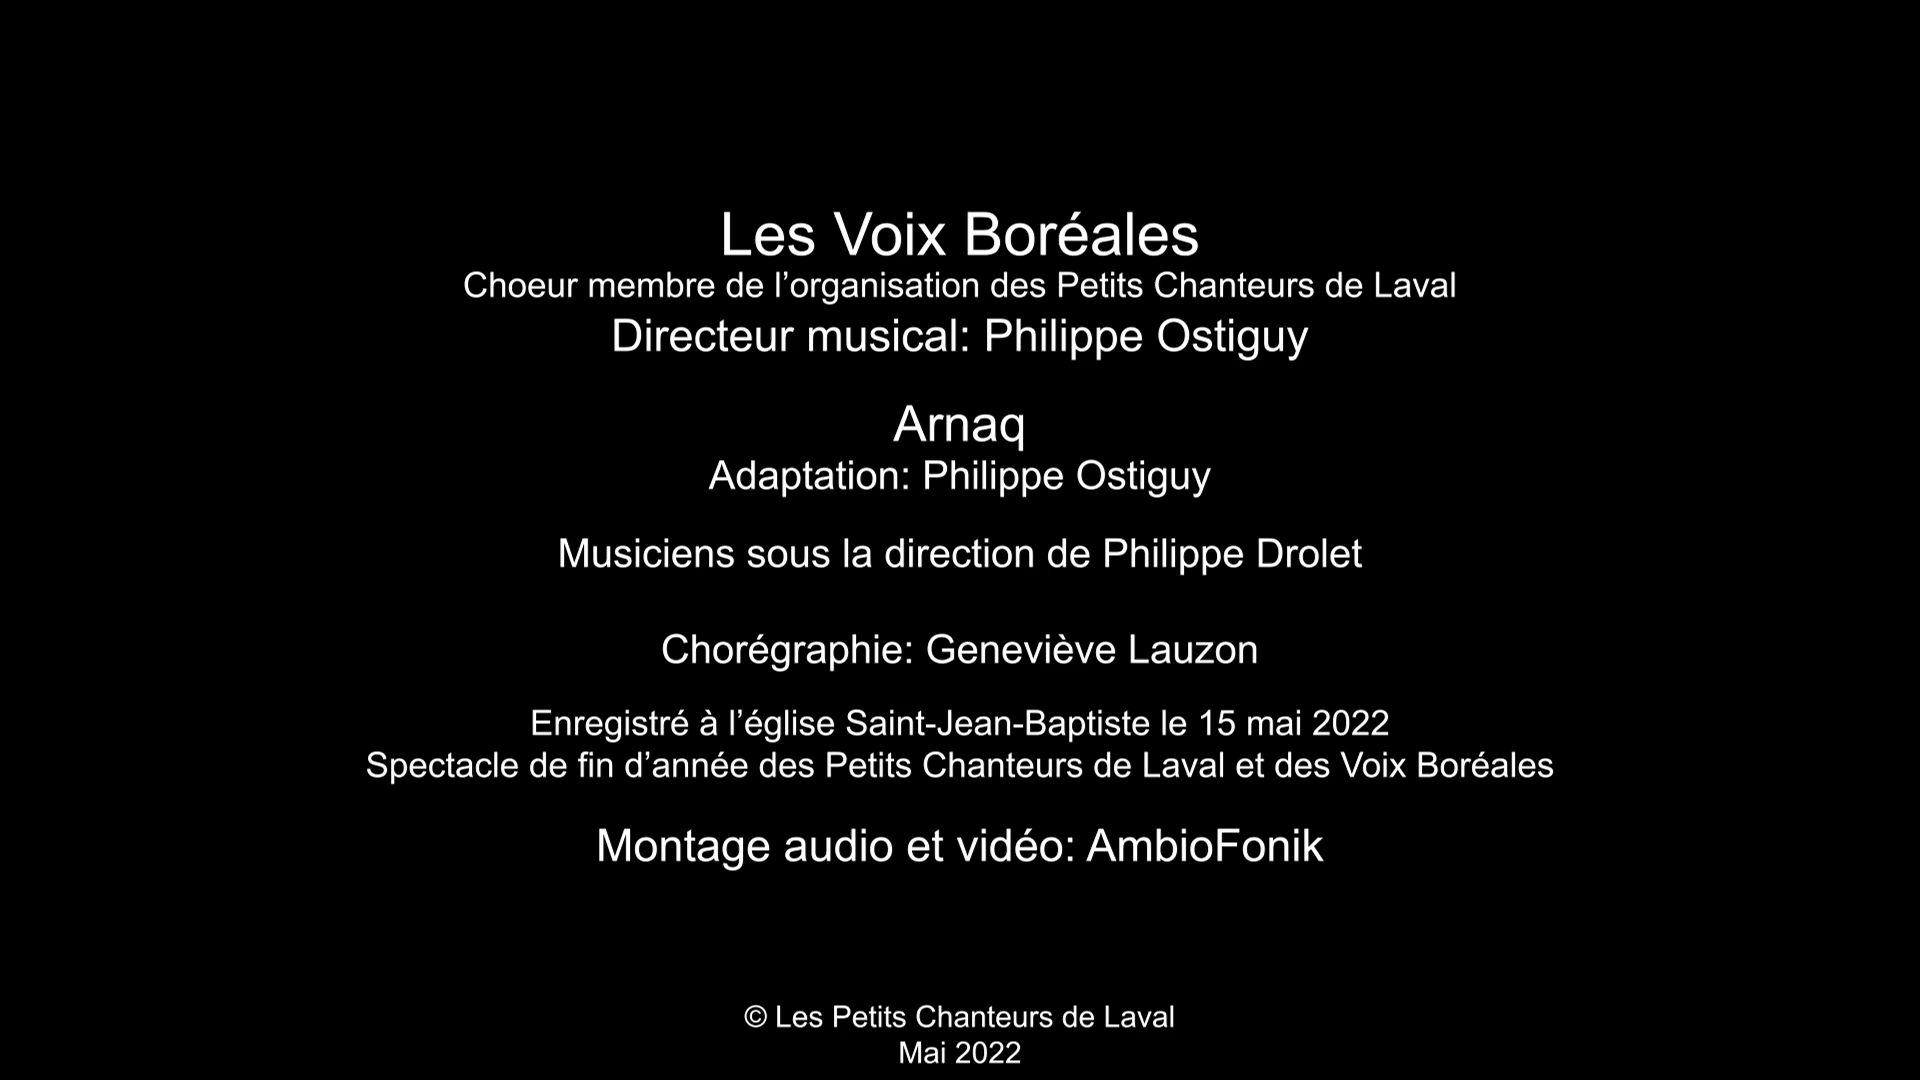 Les Voix Boréales
Choeur membre de l’organisation des Petits Chanteurs de Laval
Directeur musical: Philippe Ostiguy
Arnaq
Adaptation: Philippe Ostiguy
Musiciens sous la direction de Philippe Drolet
Chorégraphie: Geneviève Lauzon
Enregistré à l’église Saint-Jean-Baptiste le 15 mai 2022
Spectacle de fin d’année des Petits Chanteurs de Laval et des Voix Boréales
Montage audio et vidéo: AmbioFonik
© Les Petits Chanteurs de Laval
Mai 2022